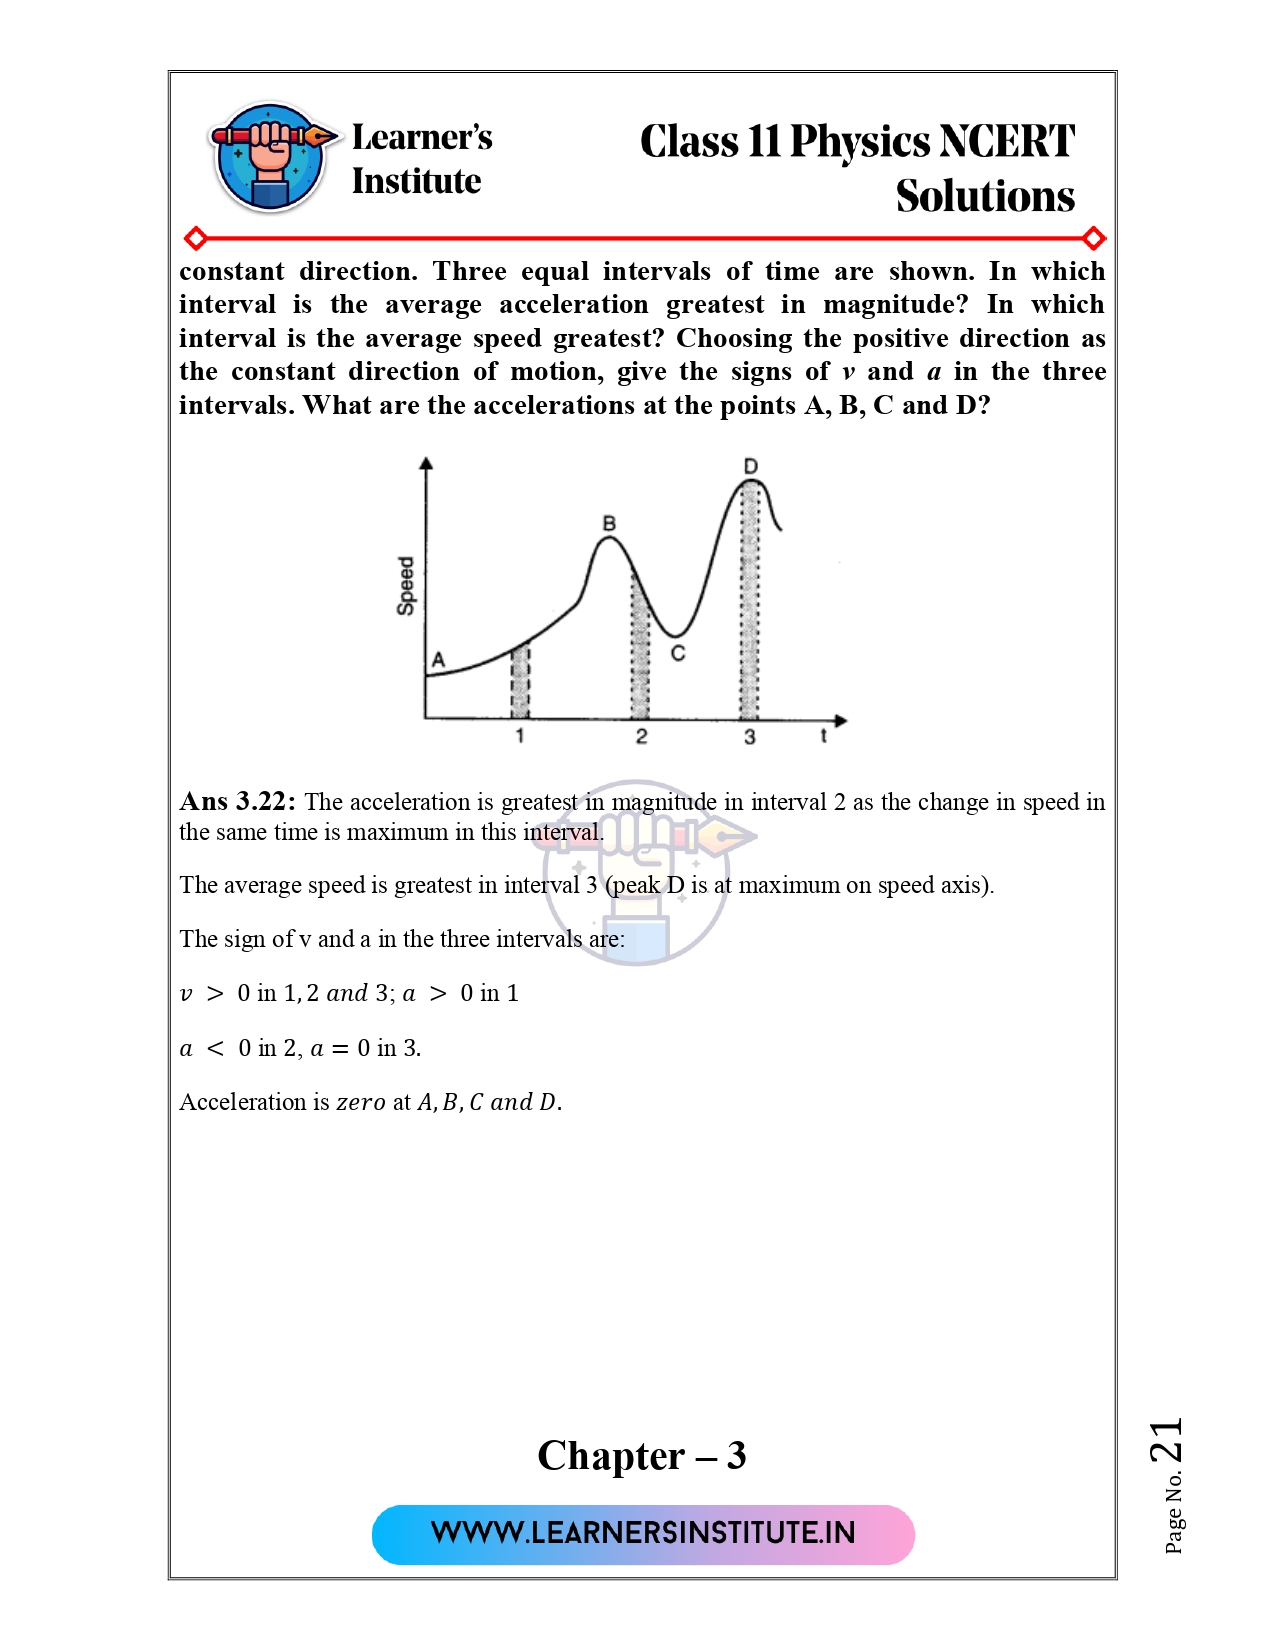 Learner's
Institute
Class 11 Physics NCERT
Solutions
constant direction. Three equal intervals of time are shown. In which
interval is the average acceleration greatest in magnitude? In which
interval is the average speed greatest? Choosing the positive direction as
the constant direction of motion, give the signs of v and a in the three
intervals. What are the accelerations at the points A, B, C and D?
D
B
Speed
A
C
1 2 3 t
Ans 3.22: The acceleration is greatest in magnitude in interval 2 as the change in speed in
the same time is maximum in this interval.
The average speed is greatest in interval 3 (peak D is at maximum on speed axis).
The sign of v and a in the three intervals are:
v > 0 in 1, 2 and 3; a > 0 in 1
a < 0 in 2, a = 0 in 3.
Acceleration is zero at A, B, C and D.
Chapter – 3
WWW.LEARNERSINSTITUTE.IN
Page No. 21